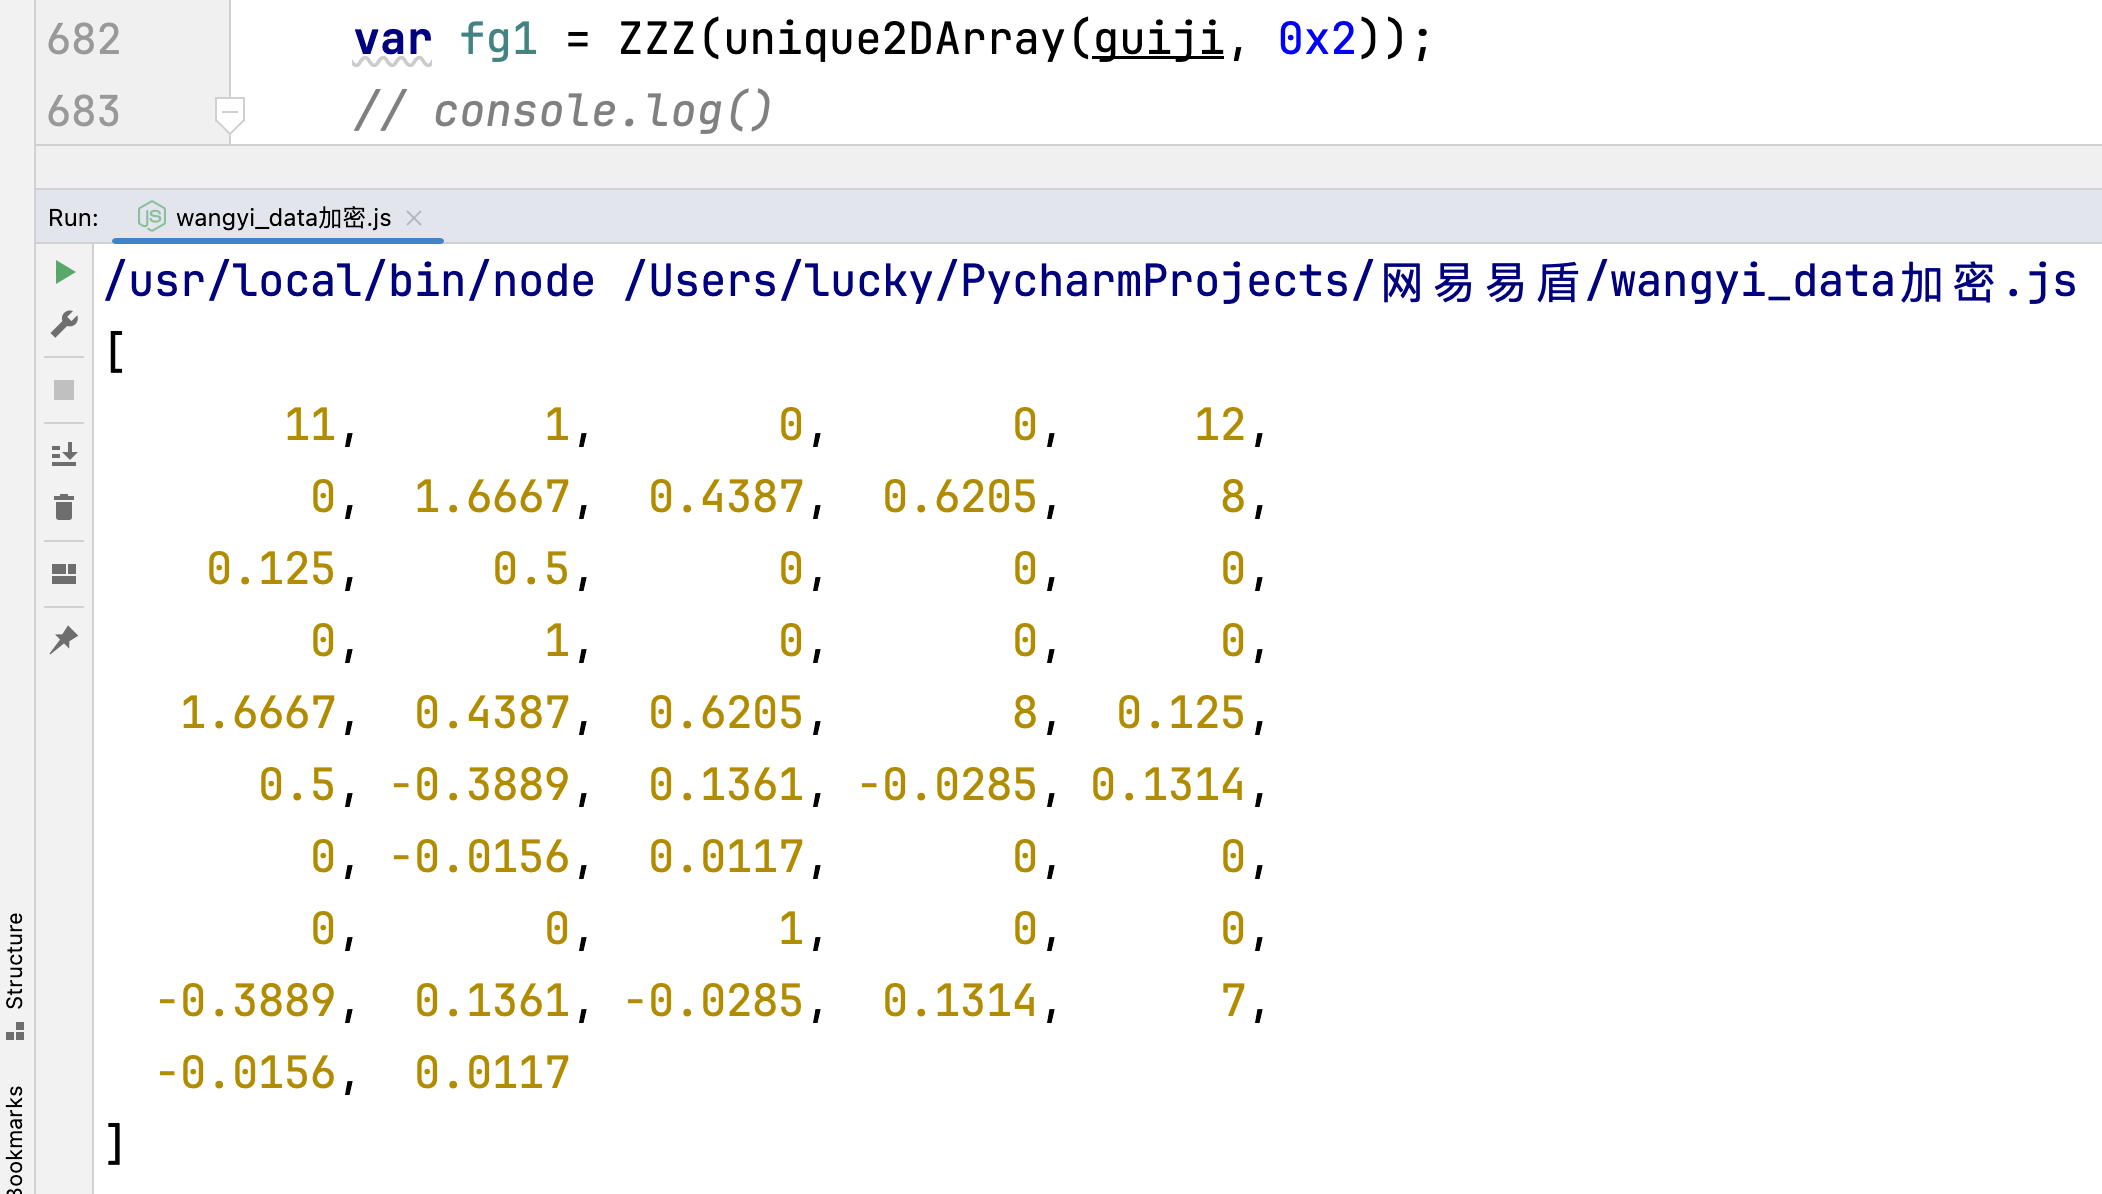 682 var fg1 = ZZZ(unique2DArray(guiji, 0x2));
683 // console.log()
Run: wangyi_data加密.js
/usr/local/bin/node /Users/lucky/PycharmProjects/网易易盾/wangyi_data加密.js
[
11, 1, 0, 0, 12,
0, 1.6667, 0.4387, 0.6205, 8,
0.125, 0.5, 0, 0, 0,
0, 1, 0, 0, 0,
1.6667, 0.4387, 0.6205, 8, 0.125,
0.5, -0.3889, 0.1361, -0.0285, 0.1314,
0, -0.0156, 0.0117, 0, 0,
0, 0, 1, 0, 0,
-0.3889, 0.1361, -0.0285, 0.1314, 7,
-0.0156, 0.0117
]
Structure
Bookmarks